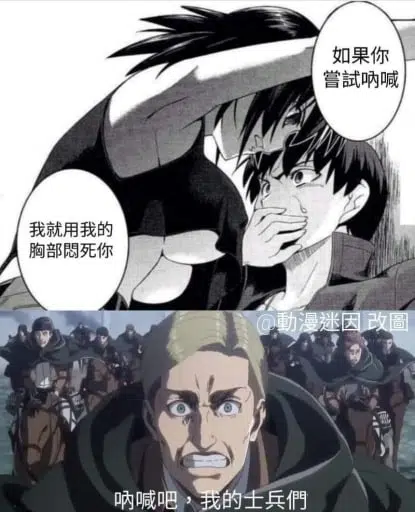 如果你
嘗試吶喊
我就用我的
胸部悶死你
@動漫迷因 改圖
吶喊吧，我的士兵們